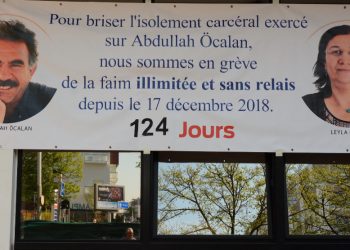 Pour briser l'isolement carcéral exercé
sur Abdullah Öcalan,
nous sommes en grève
de la faim illimitée et sans relais
depuis le 17 décembre 2018.
124 Jours
ÖCALAN
LEYLA